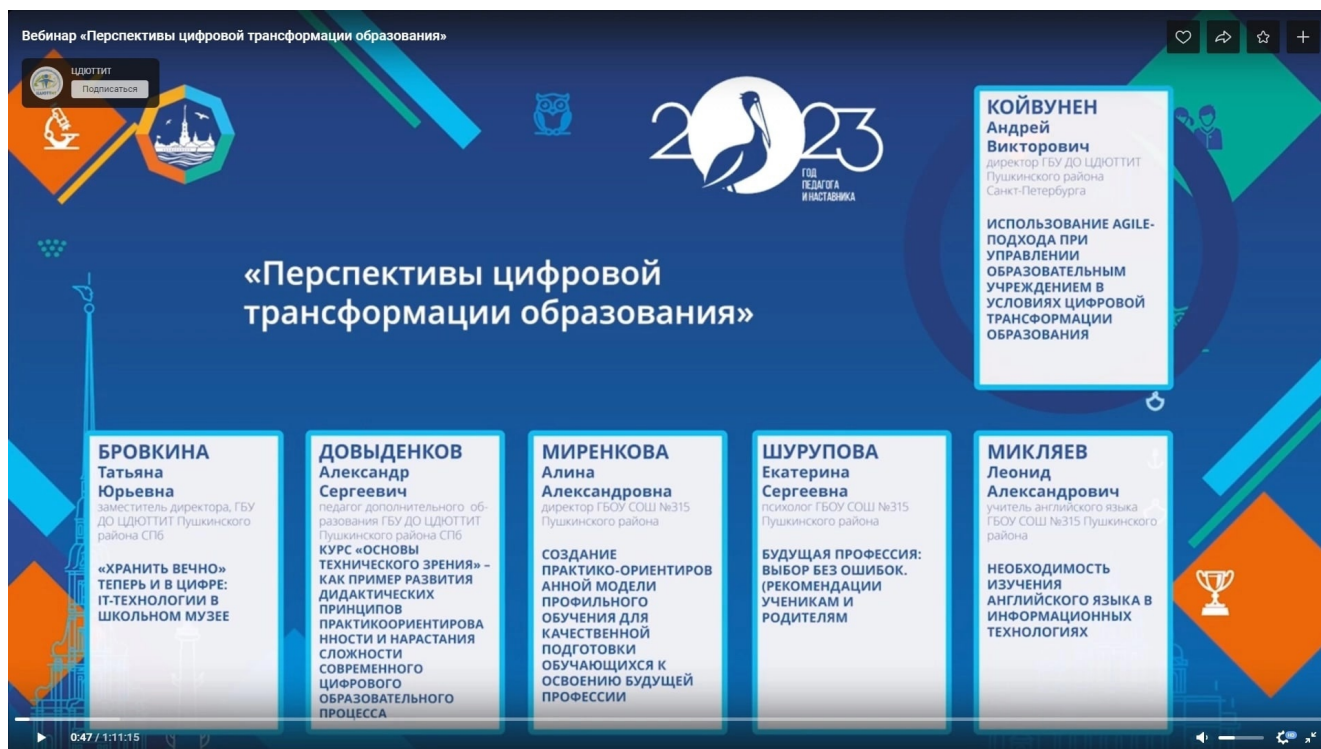 Вебинар «Перспективы цифровой трансформации образования»
ЦДЮТТИТ
Подписаться
2023
ГОД
ПЕДАГОГА
И НАСТАВНИКА
«Перспективы цифровой
трансформации образования»
КОЙВУНЕН
Андрей
Викторович
директор ГБУ ДО ЦДЮТТИТ
Пушкинского района
Санкт-Петербурга
ИСПОЛЬЗОВАНИЕ AGILE-
ПОДХОДА ПРИ
УПРАВЛЕНИИ
ОБРАЗОВАТЕЛЬНЫМ
УЧРЕЖДЕНИЕМ В
УСЛОВИЯХ ЦИФРОВОЙ
ТРАНСФОРМАЦИИ
ОБРАЗОВАНИЯ
БРОВКИНА
Татьяна
Юрьевна
заместитель директора, ГБУ
ДО ЦДЮТТИТ Пушкинского
района СПб
«ХРАНИТЬ ВЕЧНО»
ТЕПЕРЬ И В ЦИФРЕ:
IT-ТЕХНОЛОГИИ В
ШКОЛЬНОМ МУЗЕЕ
ДОВЫДЕНКОВ
Александр
Сергеевич
педагог дополнительного об-
разования ГБУ ДО ЦДЮТТИТ
Пушкинского района СПб
КУРС «ОСНОВЫ
ТЕХНИЧЕСКОГО ЗРЕНИЯ» –
КАК ПРИМЕР РАЗВИТИЯ
ДИДАКТИЧЕСКИХ
ПРИНЦИПОВ
ПРАКТИКООРИЕНТИРОВА
ННОСТИ И НАРАСТАНИЯ
СЛОЖНОСТИ
СОВРЕМЕННОГО
ЦИФРОВОГО
ОБРАЗОВАТЕЛЬНОГО
ПРОЦЕССА
МИРЕНКОВА
Алина
Александровна
директор ГБОУ СОШ №315
Пушкинского района
СОЗДАНИЕ
ПРАКТИКО-ОРИЕНТИРОВ
АННОЙ МОДЕЛИ
ПРОФИЛЬНОГО
ОБУЧЕНИЯ ДЛЯ
КАЧЕСТВЕННОЙ
ПОДГОТОВКИ
ОБУЧАЮЩИХСЯ К
ОСВОЕНИЮ БУДУЩЕЙ
ПРОФЕССИИ
ШУРУПОВА
Екатерина
Сергеевна
психолог ГБОУ СОШ №315
Пушкинского района
БУДУЩАЯ ПРОФЕССИЯ:
ВЫБОР БЕЗ ОШИБОК.
(РЕКОМЕНДАЦИИ
УЧЕНИКАМ И
РОДИТЕЛЯМ
МИКЛЯЕВ
Леонид
Александрович
учитель английского языка
ГБОУ СОШ №315 Пушкинского
района
НЕОБХОДИМОСТЬ
ИЗУЧЕНИЯ
АНГЛИЙСКОГО ЯЗЫКА В
ИНФОРМАЦИОННЫХ
ТЕХНОЛОГИЯХ
0:47 / 1:11:15
HD